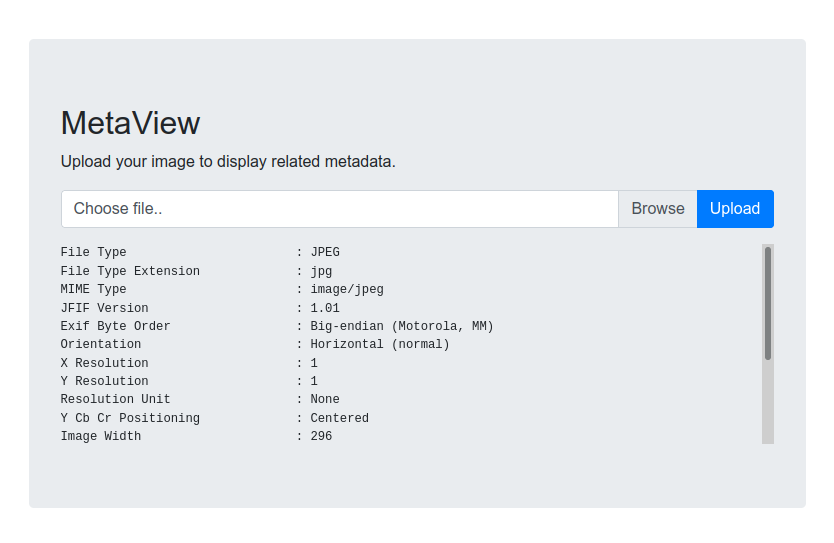 MetaView
Upload your image to display related metadata.
Choose file.. Browse Upload
File Type : JPEG
File Type Extension : jpg
MIME Type : image/jpeg
JFIF Version : 1.01
Exif Byte Order : Big-endian (Motorola, MM)
Orientation : Horizontal (normal)
X Resolution : 1
Y Resolution : 1
Resolution Unit : None
Y Cb Cr Positioning : Centered
Image Width : 296